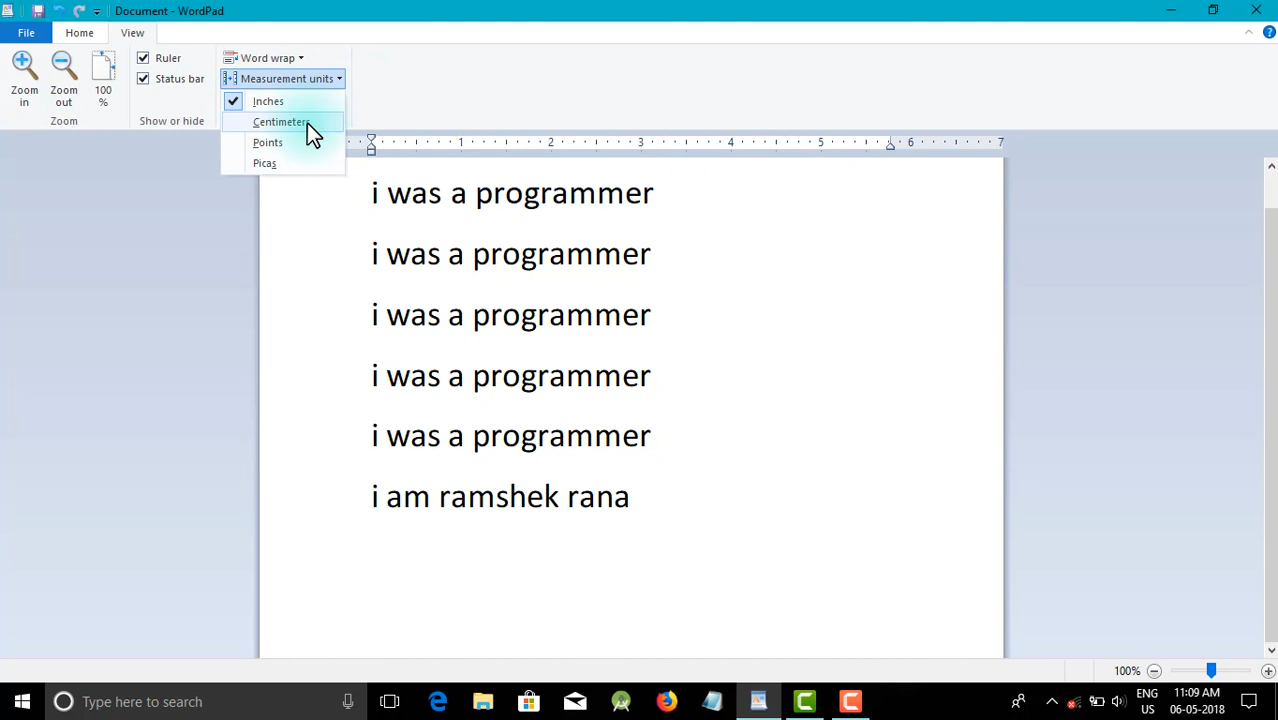 Document - WordPad
File Home View
Zoom in
Zoom out
100 %
Zoom
Ruler
Status bar
Show or hide
Word wrap
Measurement units
Inches
Centimeters
Points
Picas
1 2 3 4 5 6 7
i was a programmer
i was a programmer
i was a programmer
i was a programmer
i was a programmer
i am ramshek rana
100%
Type here to search
ENG
US
11:09 AM
06-05-2018